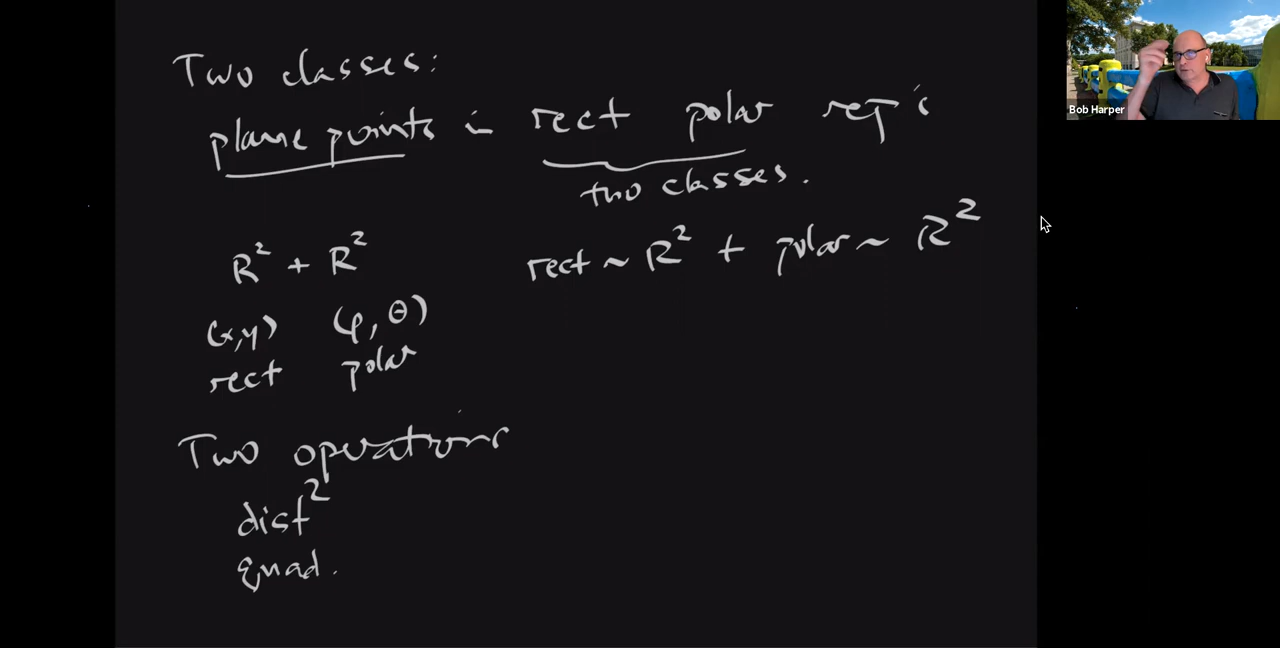 Two classes:
plane points in rect polar rep's
two classes.
R² + R²
rect ~ R² + polar ~ R²
(x,y) (φ, θ)
rect polar
Two operations
dist²
quad.
Bob Harper